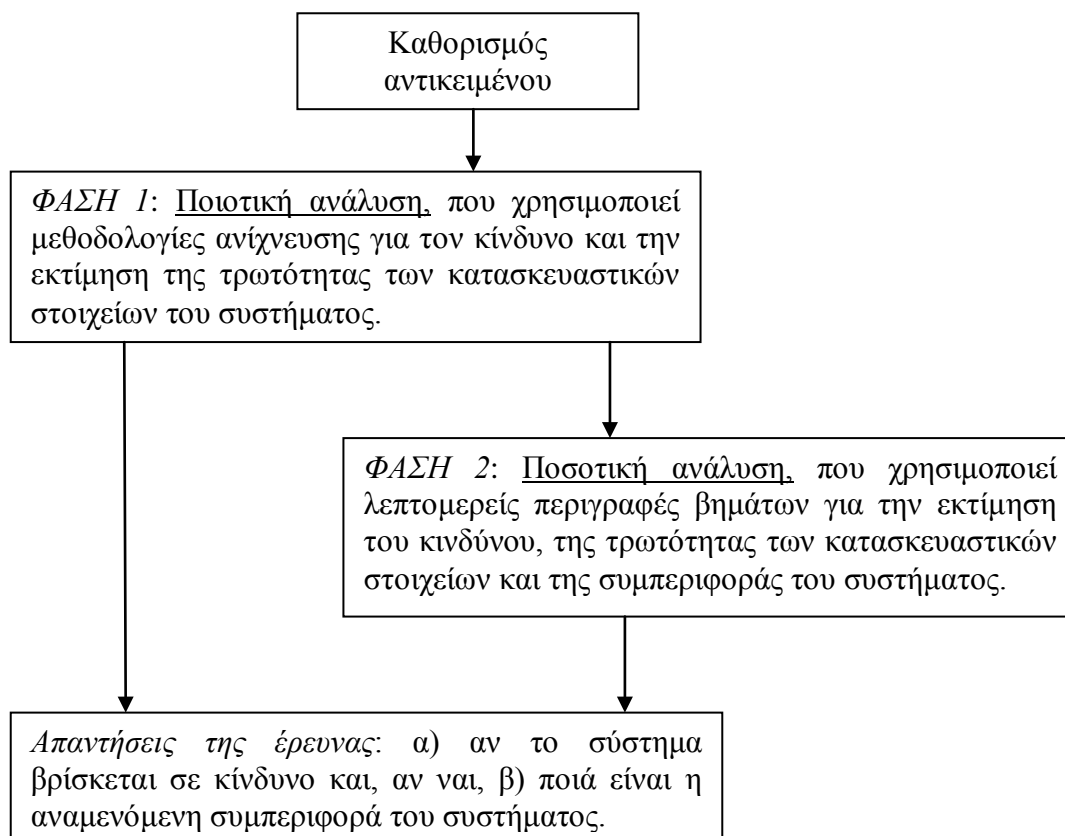 Καθορισμός
αντικειμένου
ΦΑΣΗ 1: Ποιοτική ανάλυση, που χρησιμοποιεί
μεθοδολογίες ανίχνευσης για τον κίνδυνο και την
εκτίμηση της τρωτότητας των κατασκευαστικών
στοιχείων του συστήματος.
ΦΑΣΗ 2: Ποσοτική ανάλυση, που χρησιμοποιεί
λεπτομερείς περιγραφές βημάτων για την εκτίμηση
του κινδύνου, της τρωτότητας των κατασκευαστικών
στοιχείων και της συμπεριφοράς του συστήματος.
Απαντήσεις της έρευνας: α) αν το σύστημα
βρίσκεται σε κίνδυνο και, αν ναι, β) ποιά είναι η
αναμενόμενη συμπεριφορά του συστήματος.